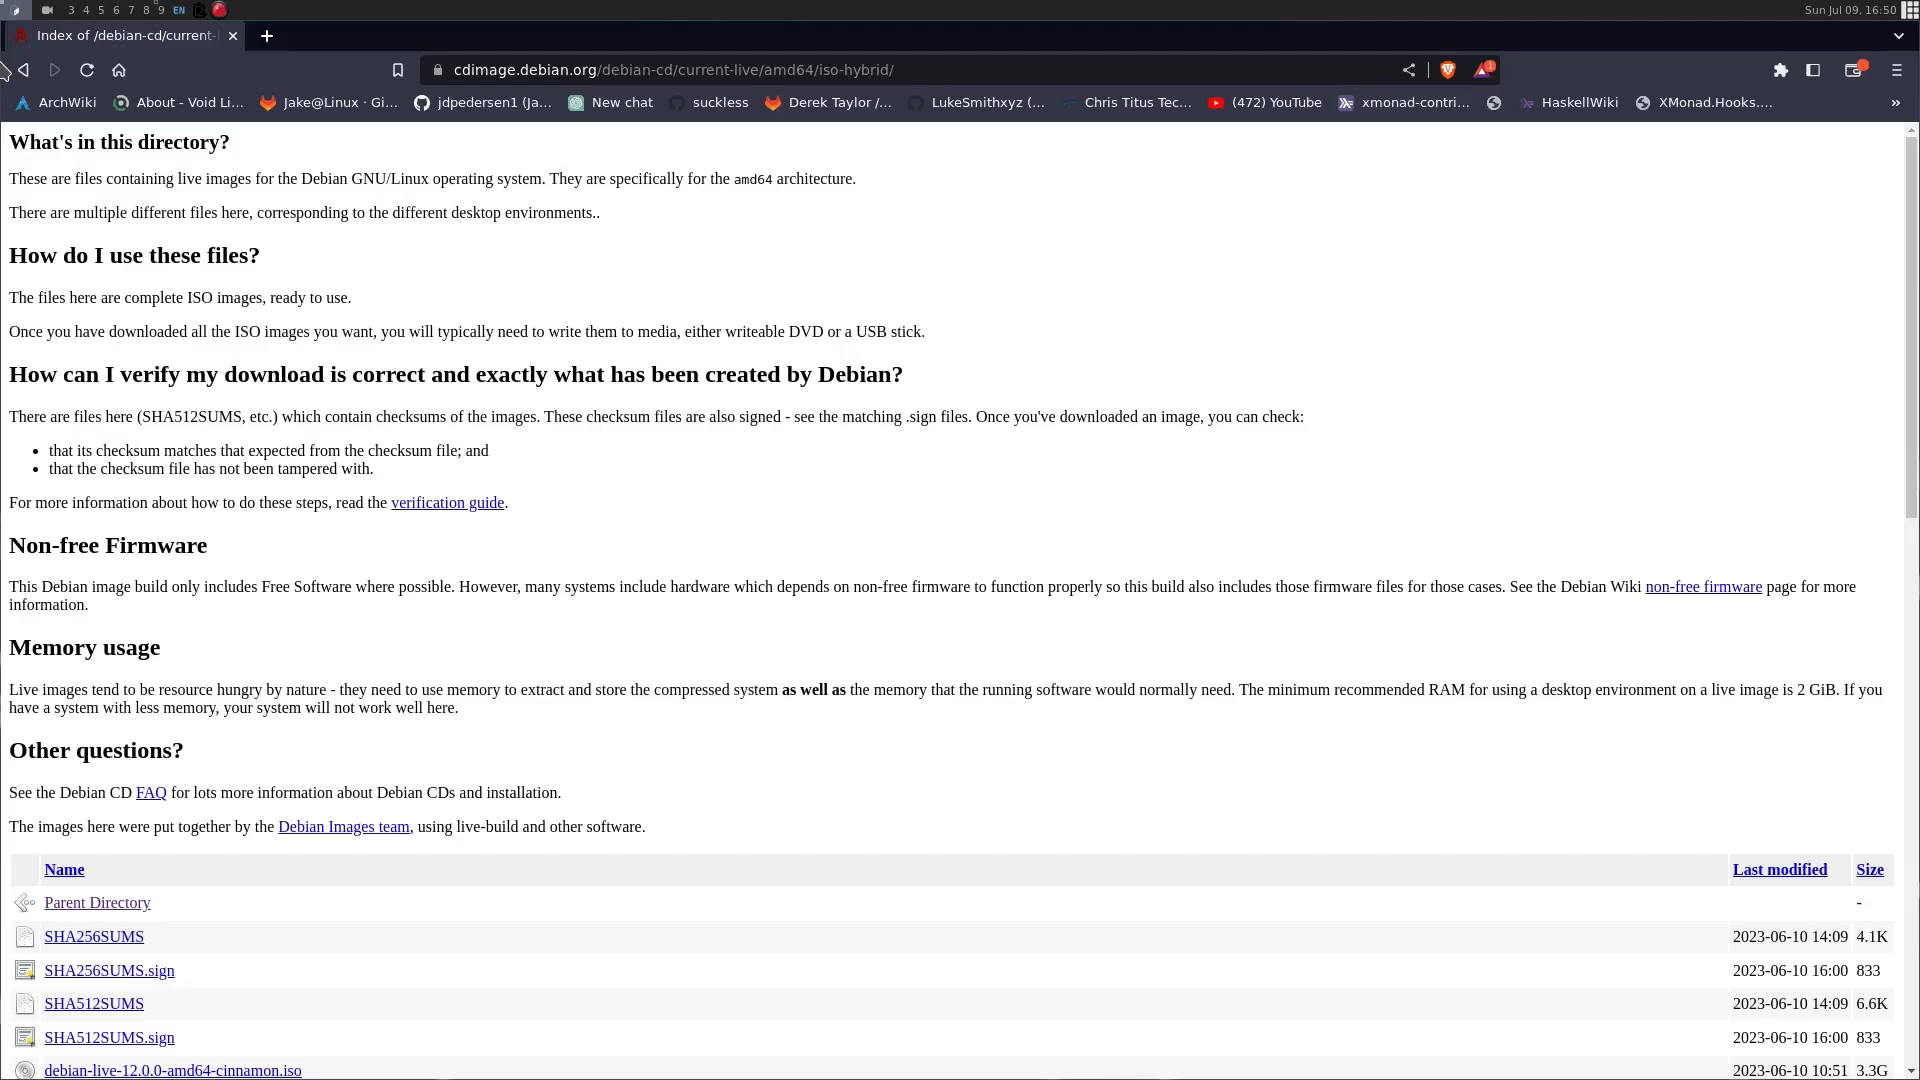 3 4 5 6 7 8 9 EN 2
Sun Jul 09, 16:50
Index of /debian-cd/current-
cdimage.debian.org/debian-cd/current-live/amd64/iso-hybrid/
1
ArchWiki About - Void Li... Jake@Linux · Gi... jdpedersen1 (Ja... New chat suckless Derek Taylor /... LukeSmithxyz (... Chris Titus Tec... (472) YouTube xmonad-contri... HaskellWiki XMonad.Hooks.... »
What's in this directory?
These are files containing live images for the Debian GNU/Linux operating system. They are specifically for the amd64 architecture.
There are multiple different files here, corresponding to the different desktop environments..
How do I use these files?
The files here are complete ISO images, ready to use.
Once you have downloaded all the ISO images you want, you will typically need to write them to media, either writeable DVD or a USB stick.
How can I verify my download is correct and exactly what has been created by Debian?
There are files here (SHA512SUMS, etc.) which contain checksums of the images. These checksum files are also signed - see the matching .sign files. Once you've downloaded an image, you can check:
• that its checksum matches that expected from the checksum file; and
• that the checksum file has not been tampered with.
For more information about how to do these steps, read the verification guide.
Non-free Firmware
This Debian image build only includes Free Software where possible. However, many systems include hardware which depends on non-free firmware to function properly so this build also includes those firmware files for those cases. See the Debian Wiki non-free firmware page for more
information.
Memory usage
Live images tend to be resource hungry by nature - they need to use memory to extract and store the compressed system as well as the memory that the running software would normally need. The minimum recommended RAM for using a desktop environment on a live image is 2 GiB. If you
have a system with less memory, your system will not work well here.
Other questions?
See the Debian CD FAQ for lots more information about Debian CDs and installation.
The images here were put together by the Debian Images team, using live-build and other software.
Name Last modified Size
Parent Directory -
SHA256SUMS 2023-06-10 14:09 4.1K
SHA256SUMS.sign 2023-06-10 16:00 833
SHA512SUMS 2023-06-10 14:09 6.6K
SHA512SUMS.sign 2023-06-10 16:00 833
debian-live-12.0.0-amd64-cinnamon.iso 2023-06-10 10:51 3.3G